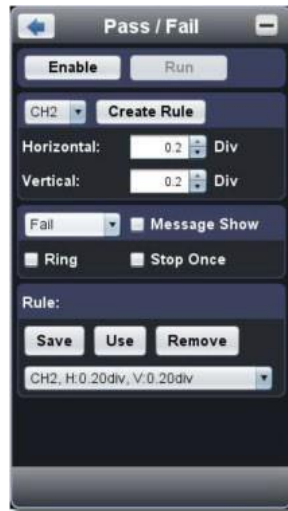 Pass / Fail
Enable Run
CH2 Create Rule
Horizontal: 0.2 Div
Vertical: 0.2 Div
Fail Message Show
Ring Stop Once
Rule:
Save Use Remove
CH2, H:0.20div, V:0.20div